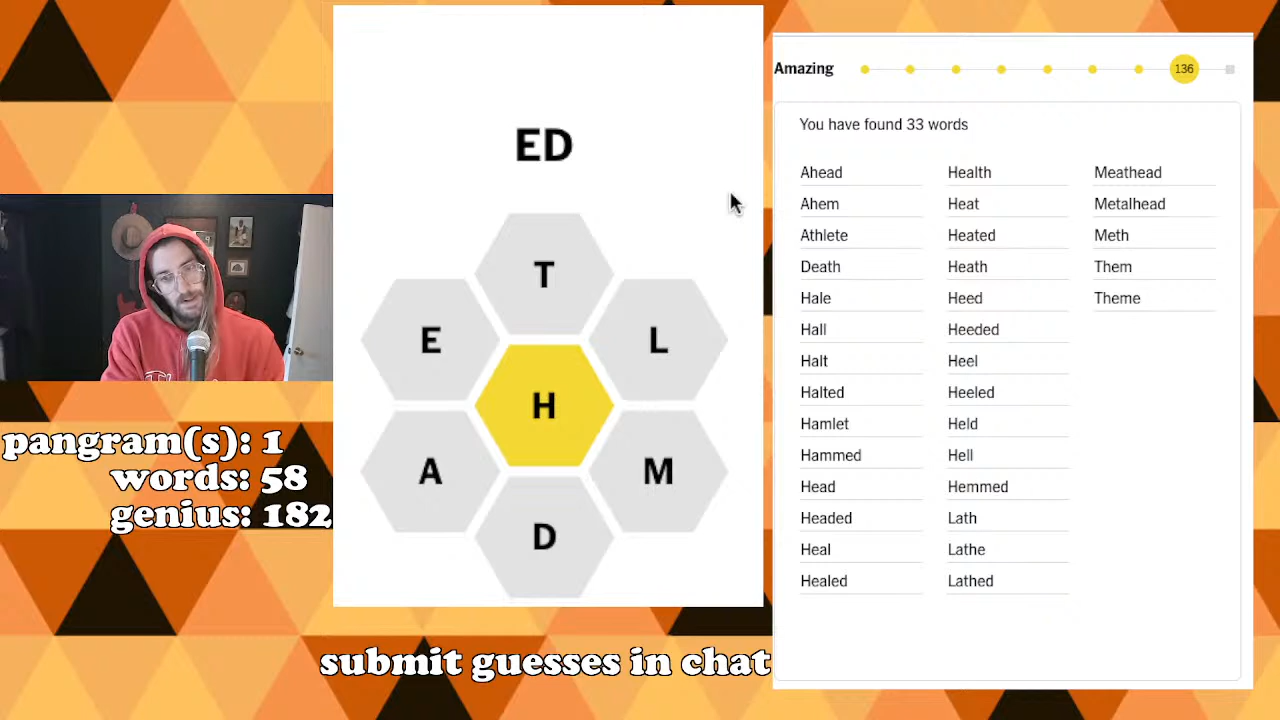 ED
T
E
L
H
A
M
D
pangram(s): 1
words: 58
genius: 182
submit guesses in chat
Amazing
136
You have found 33 words
Ahead
Ahem
Athlete
Death
Hale
Hall
Halt
Halted
Hamlet
Hammed
Head
Headed
Heal
Healed
Health
Heat
Heated
Heath
Heed
Heeded
Heel
Heeled
Held
Hell
Hemmed
Lath
Lathe
Lathed
Meathead
Metalhead
Meth
Them
Theme